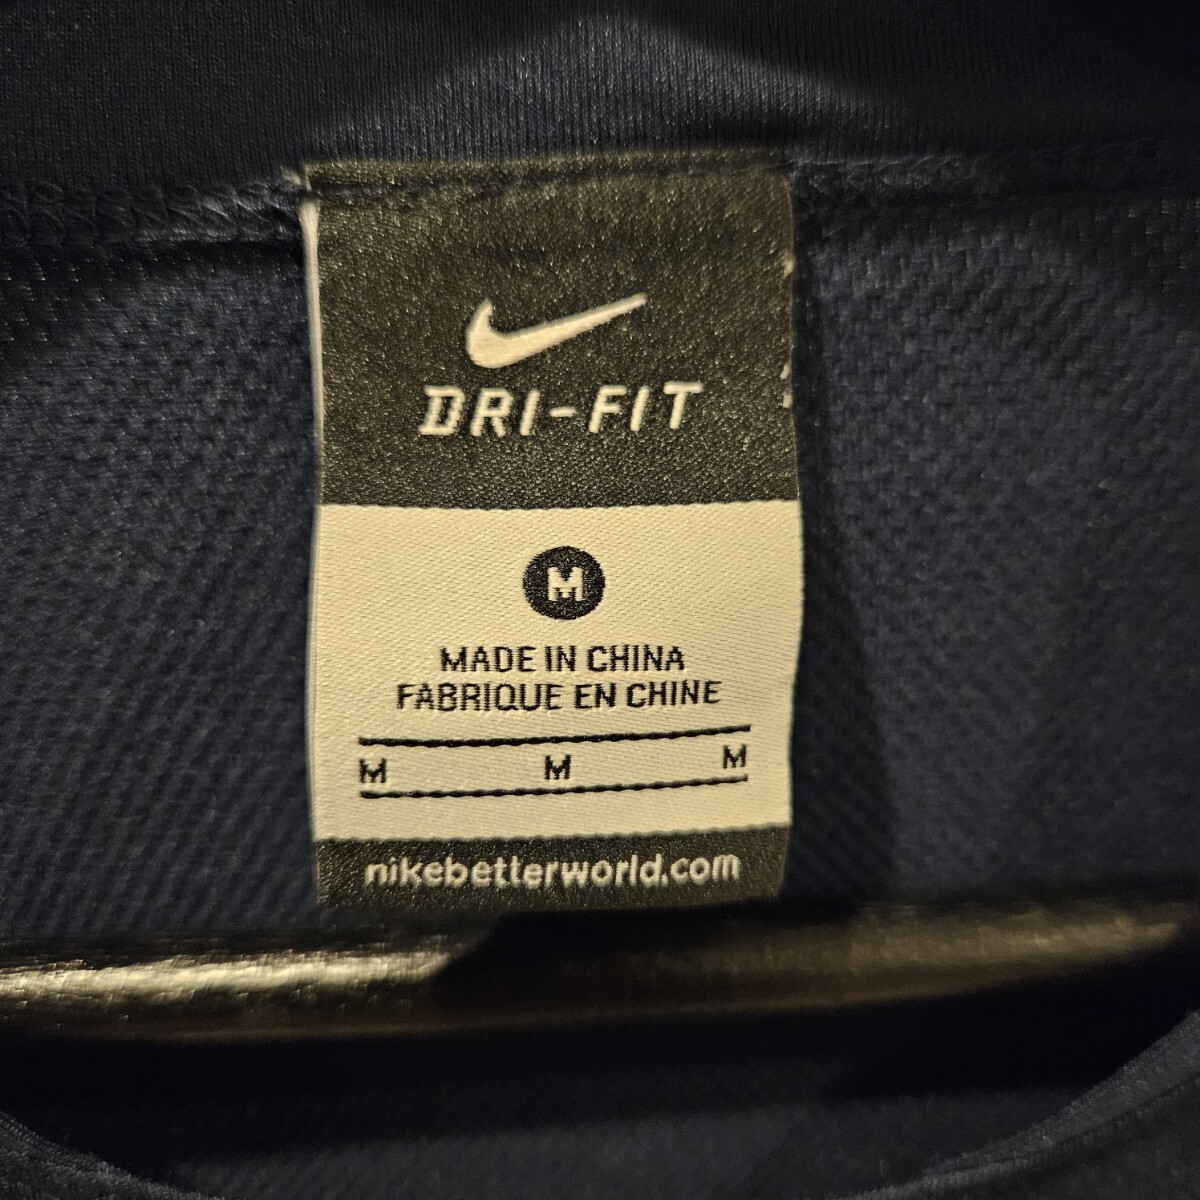 DRI-FIT
M
MADE IN CHINA
FABRIQUE EN CHINE
M M M
nikebetterworld.com